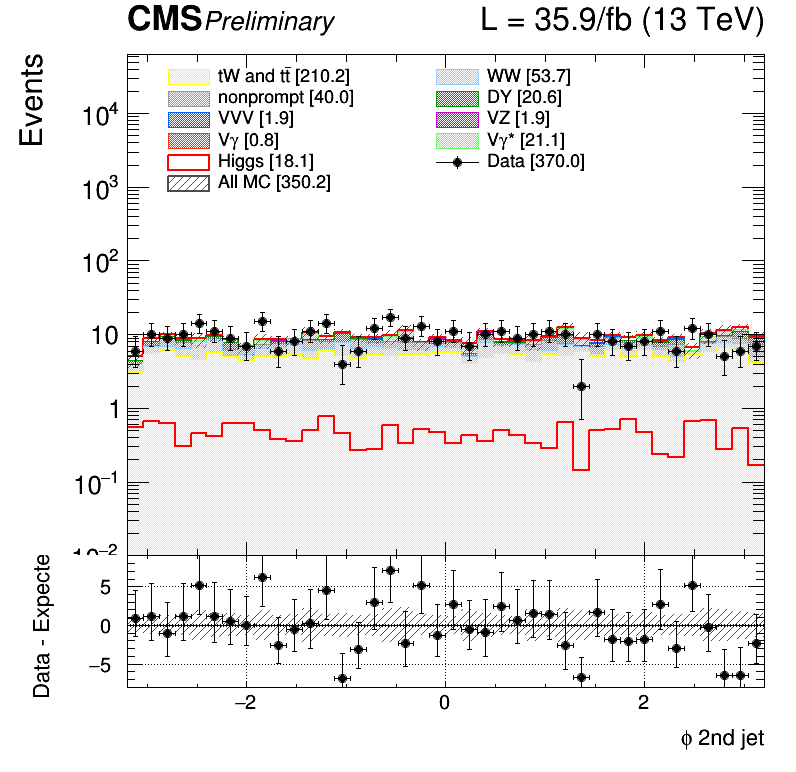 CMS Preliminary L = 35.9/fb (13 TeV)
Events
tW and tt̄ [210.2] WW [53.7]
nonprompt [40.0] DY [20.6]
VVV [1.9] VZ [1.9]
Vγ [0.8] Vγ* [21.1]
Higgs [18.1] Data [370.0]
All MC [350.2]
10⁴
10³
10²
10
1
10⁻¹
10⁻²
Data - Expecte
5
0
−5
−2 0 2
ϕ 2nd jet